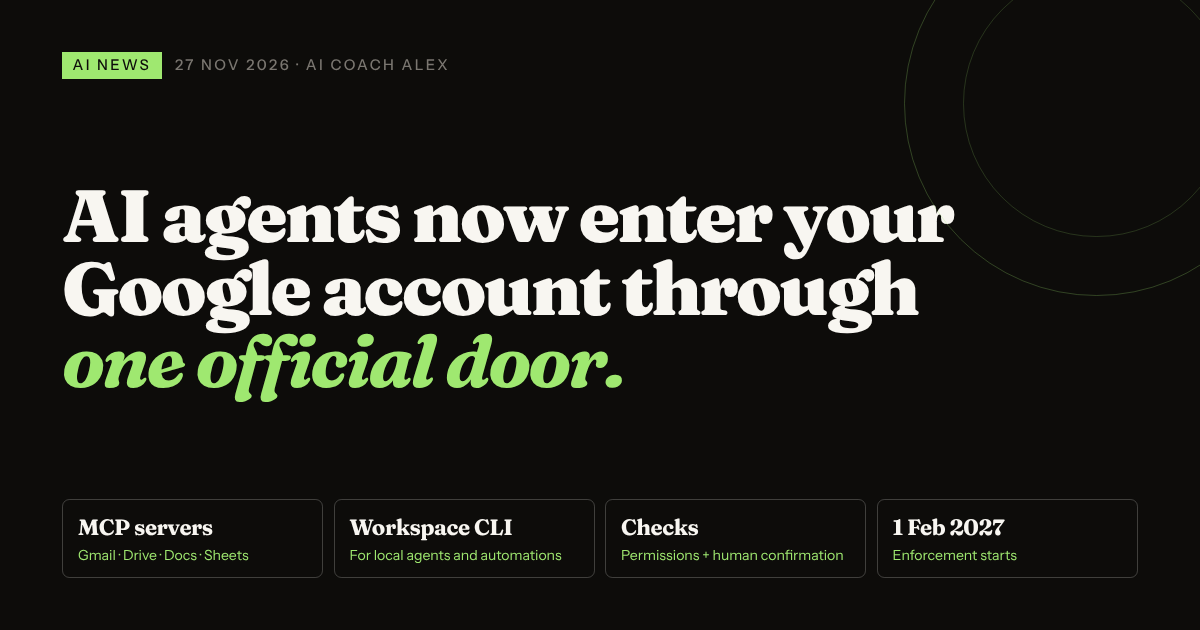 AI NEWS 27 NOV 2026 · AI COACH ALEX
AI agents now enter your
Google account through
one official door.
MCP servers
Gmail · Drive · Docs · Sheets
Workspace CLI
For local agents and automations
Checks
Permissions + human confirmation
1 Feb 2027
Enforcement starts